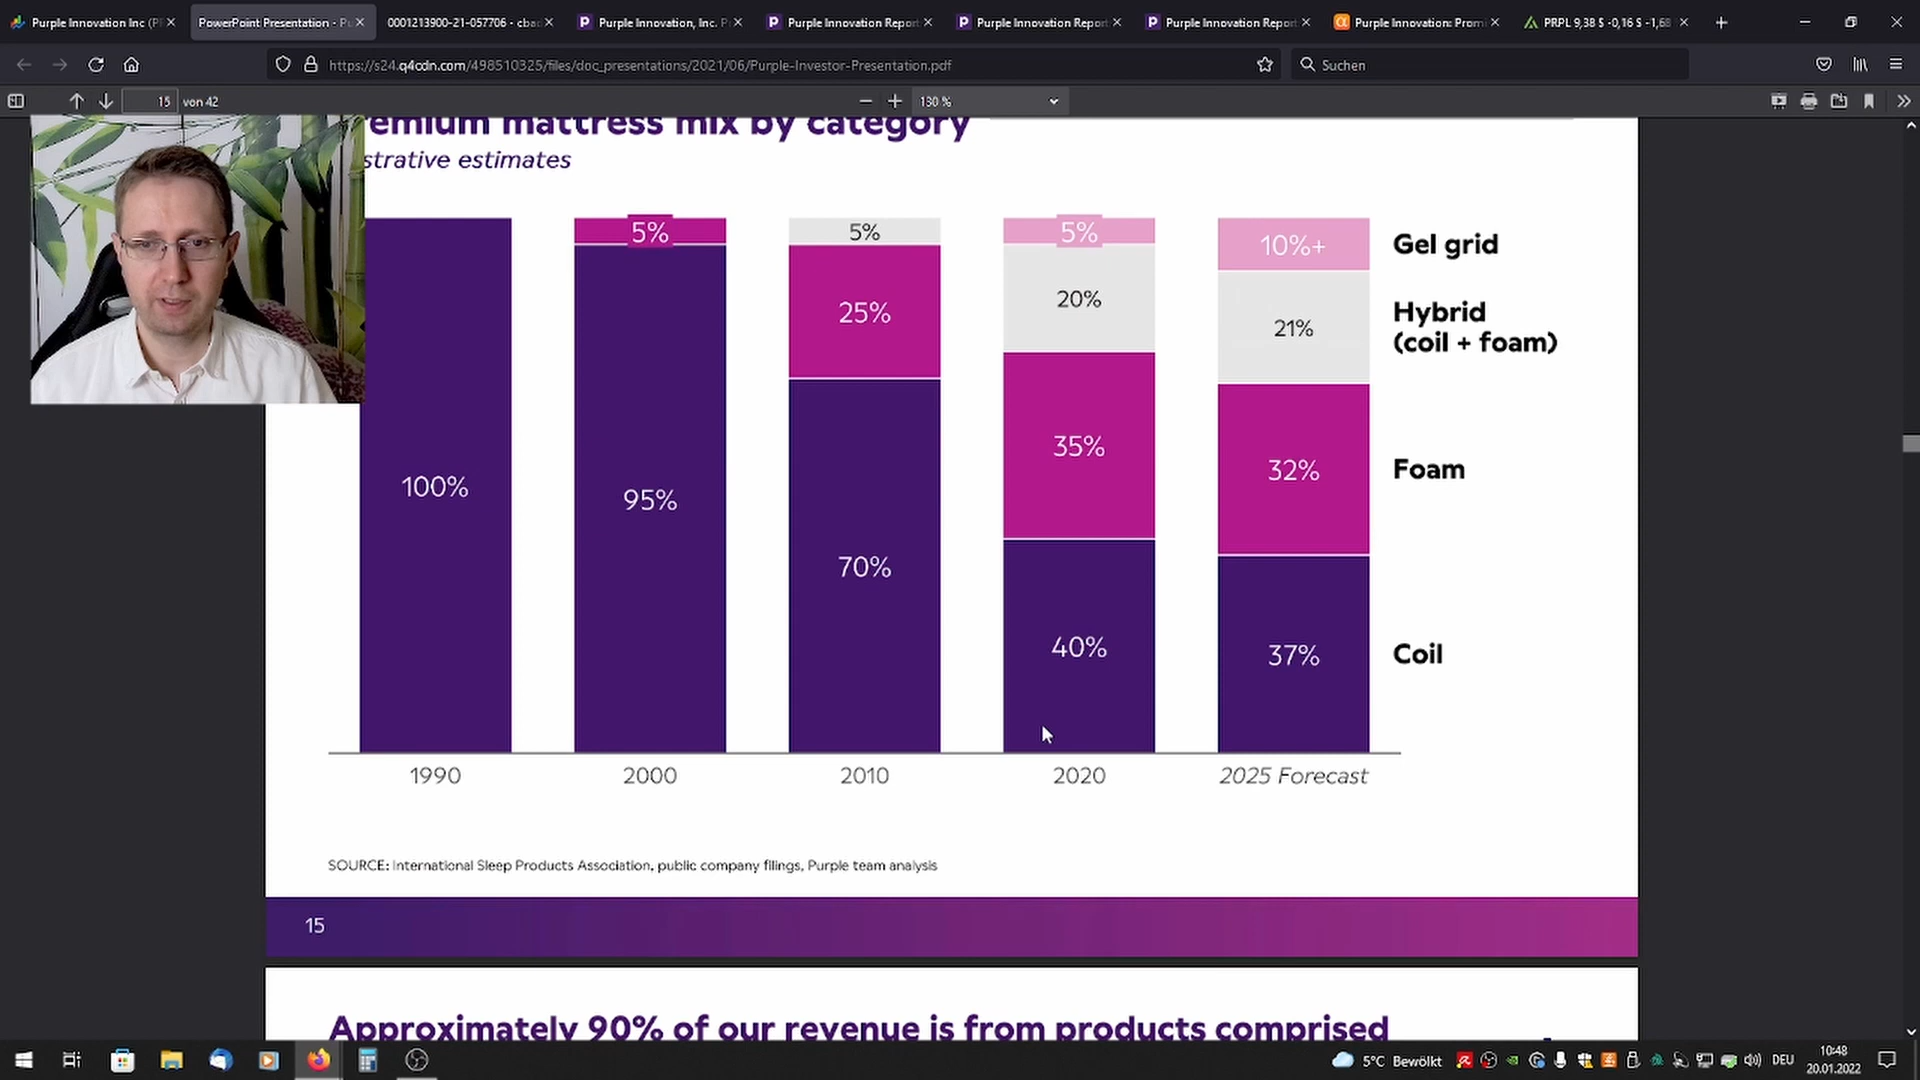 Purple Innovation Inc (P
PowerPoint Presentation - Pu
0001213900-21-057706 - cbac
Purple Innovation, Inc. P
Purple Innovation Report
Purple Innovation Report
Purple Innovation Report
Purple Innovation: Prom
PRPL 9,38 $ -0,16 $ -1,68
https://s24.q4cdn.com/498510325/files/doc_presentations/2021/06/Purple-Investor-Presentation.pdf
Suchen
15 von 42
130 %
emium mattress mix by category
strative estimates
5%
5%
5%
10%+
Gel grid
25%
20%
21%
Hybrid
(coil + foam)
35%
32%
Foam
100%
95%
70%
40%
37%
Coil
1990
2000
2010
2020
2025 Forecast
SOURCE: International Sleep Products Association, public company filings, Purple team analysis
15
Approximately 90% of our revenue is from products comprised
5°C Bewölkt
DEU
10:48
20.01.2022